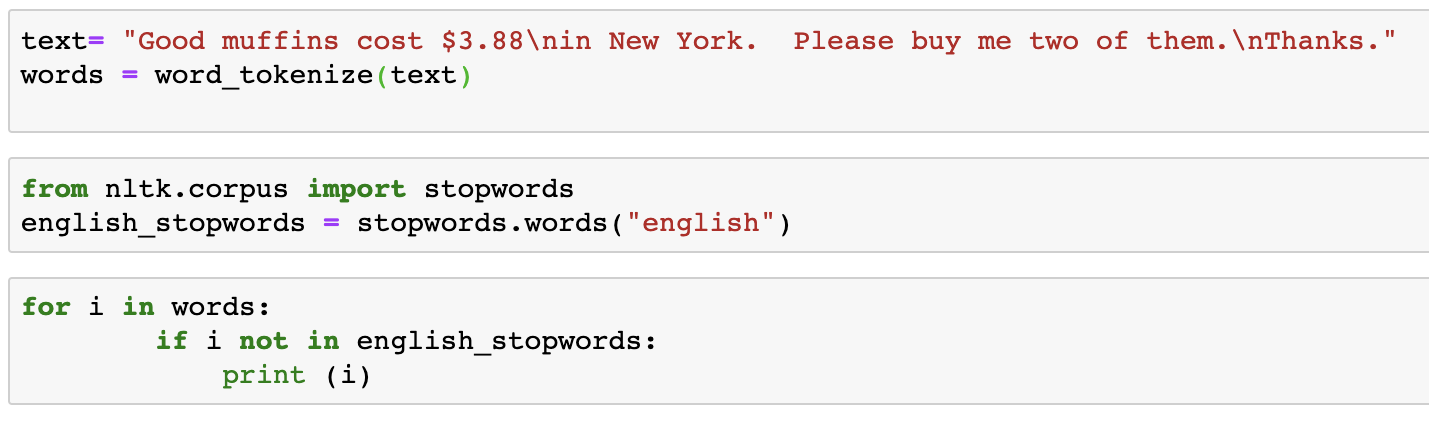 text= "Good muffins cost $3.88\nin New York.  Please buy me two of them.\nThanks."
words = word_tokenize(text)
from nltk.corpus import stopwords
english_stopwords = stopwords.words("english")
for i in words:
        if i not in english_stopwords:
            print (i)